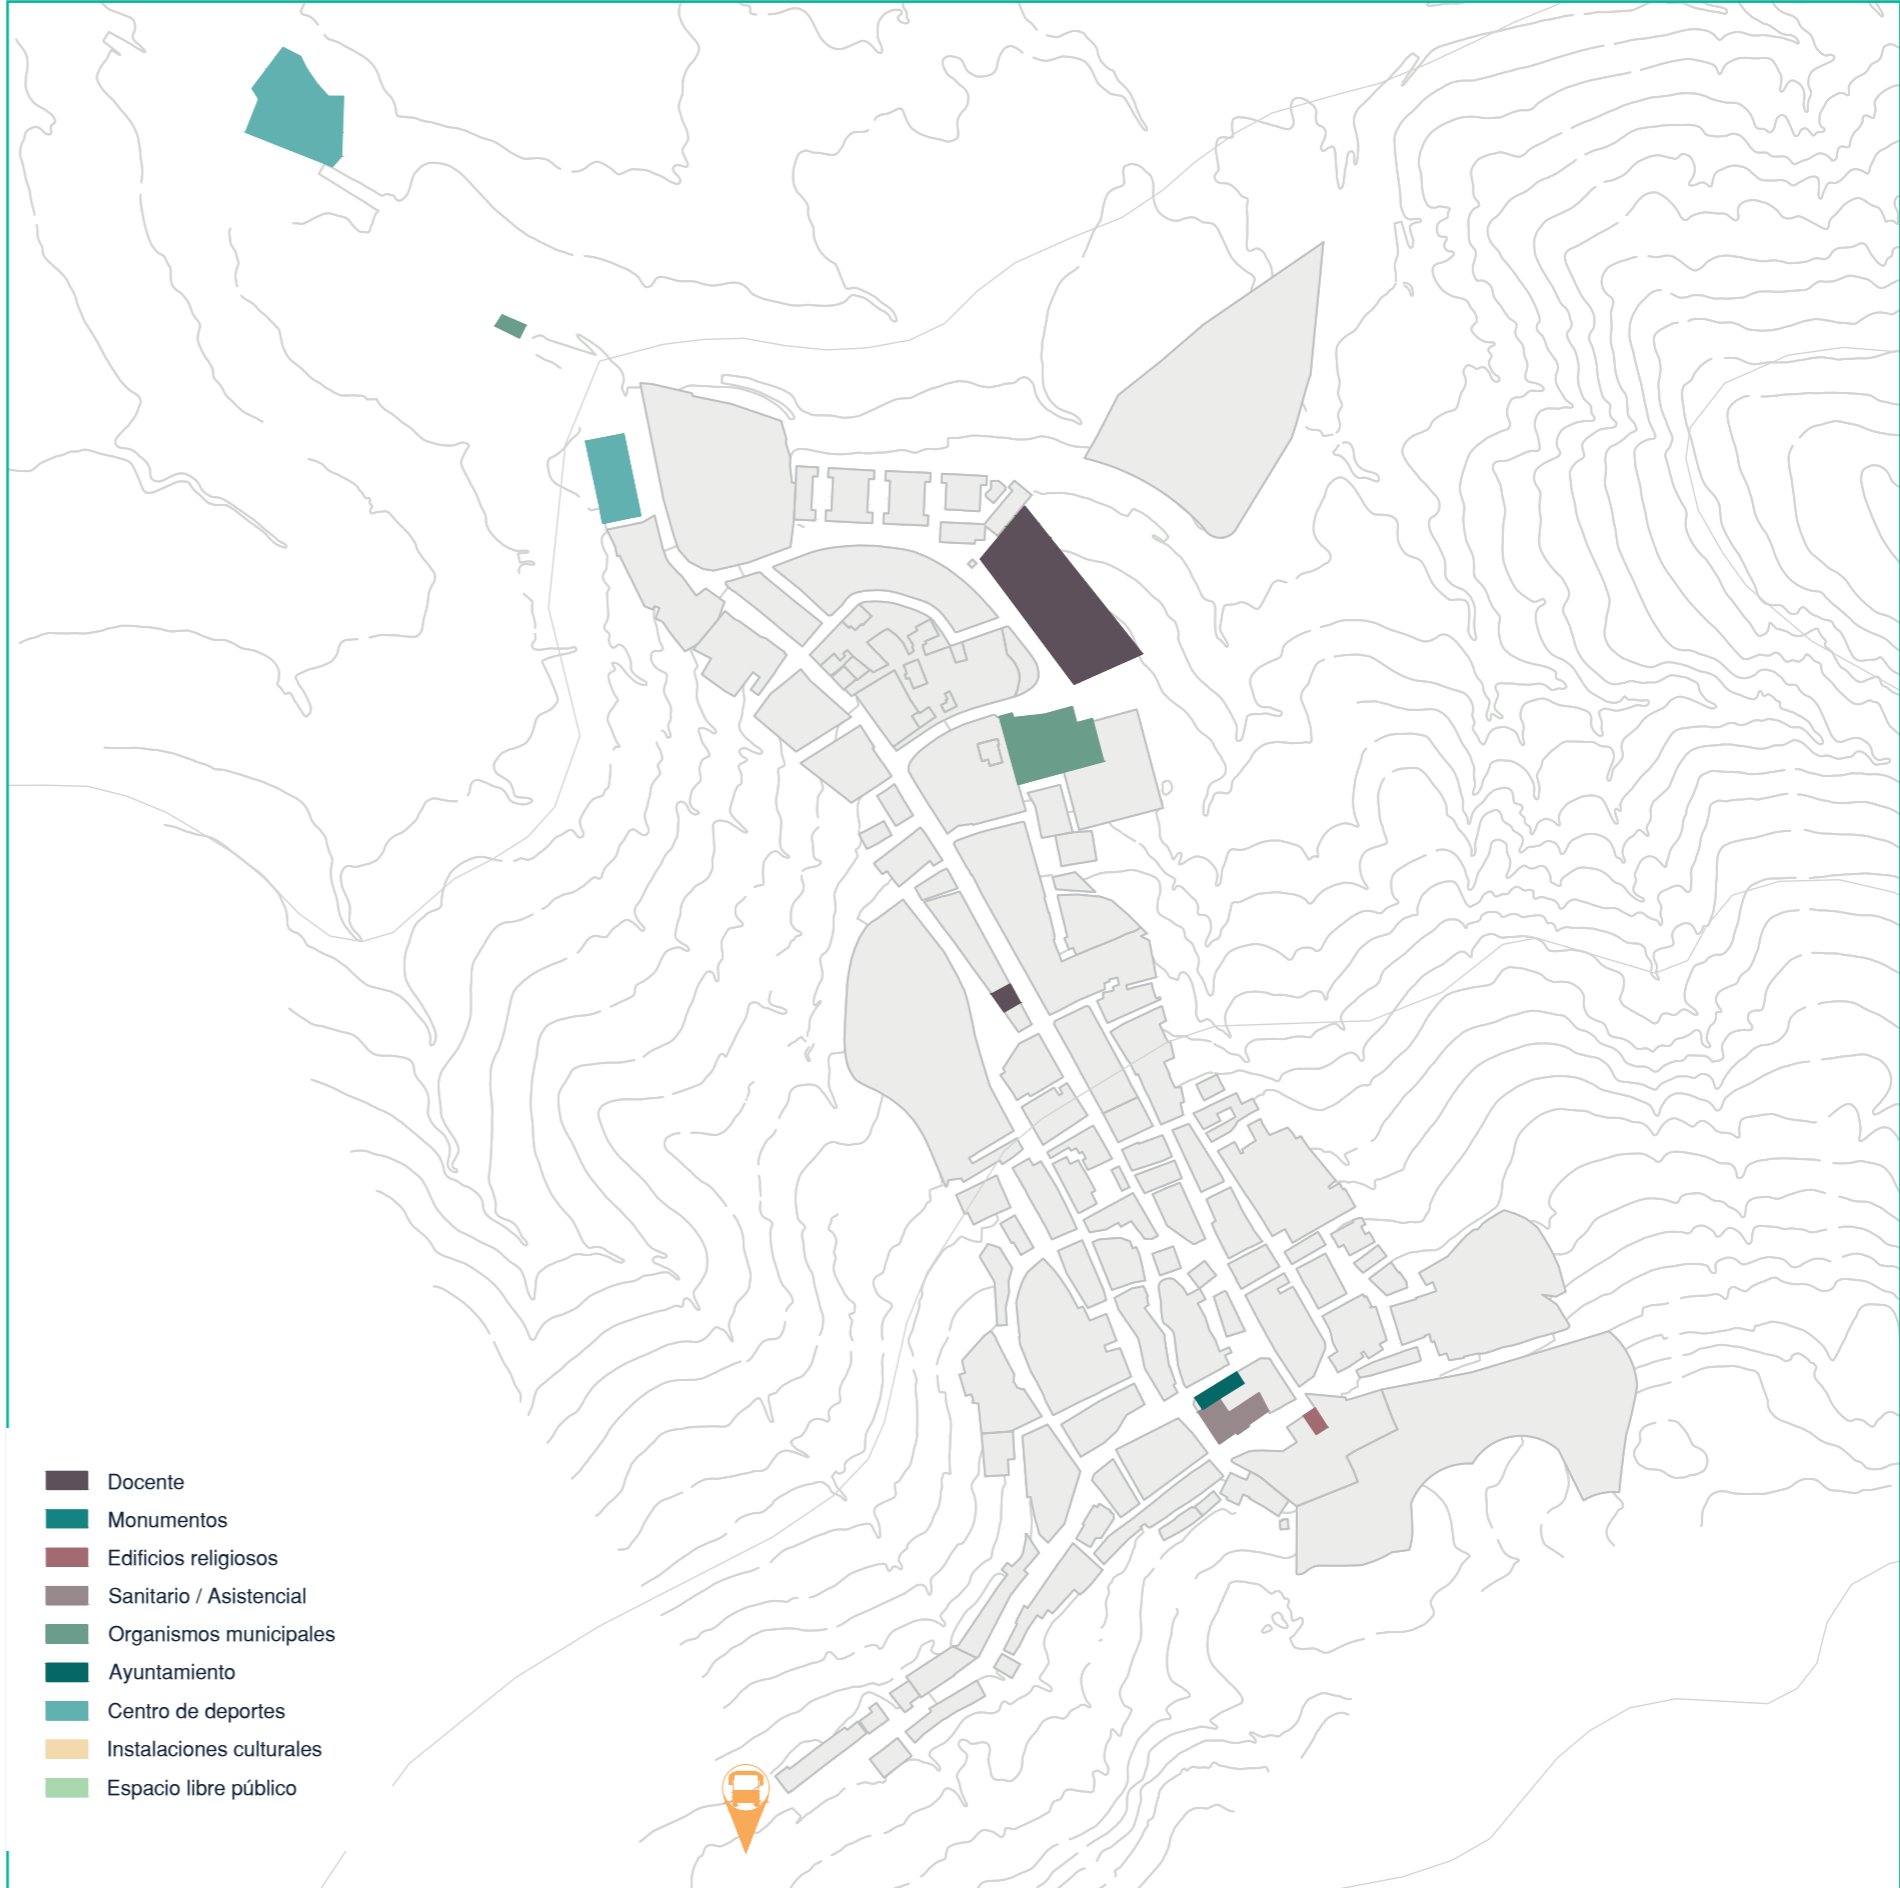 Docente
Monumentos
Edificios religiosos
Sanitario / Asistencial
Organismos municipales
Ayuntamiento
Centro de deportes
Instalaciones culturales
Espacio libre público